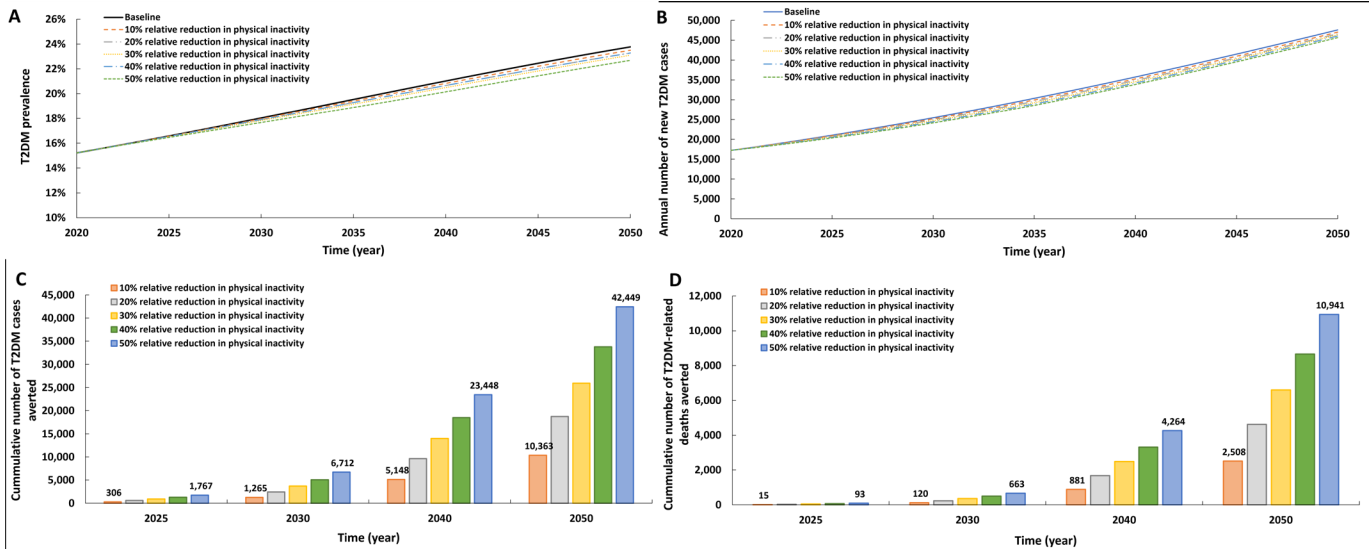 A
T2DM prevalence
26%
24%
22%
20%
18%
16%
14%
12%
10%
Baseline
10% relative reduction in physical inactivity
20% relative reduction in physical inactivity
30% relative reduction in physical inactivity
40% relative reduction in physical inactivity
50% relative reduction in physical inactivity
2020 2025 2030 2035 2040 2045 2050
Time (year)
B
Annual number of new T2DM cases
50,000
45,000
40,000
35,000
30,000
25,000
20,000
15,000
10,000
5,000
0
Baseline
10% relative reduction in physical inactivity
20% relative reduction in physical inactivity
30% relative reduction in physical inactivity
40% relative reduction in physical inactivity
50% relative reduction in physical inactivity
2020 2025 2030 2035 2040 2045 2050
Time (year)
C
Cummulative number of T2DM cases
averted
45,000
40,000
35,000
30,000
25,000
20,000
15,000
10,000
5,000
0
10% relative reduction in physical inactivity
20% relative reduction in physical inactivity
30% relative reduction in physical inactivity
40% relative reduction in physical inactivity
50% relative reduction in physical inactivity
306 1,767
1,265 6,712
5,148 23,448
10,363 42,449
2025 2030 2040 2050
Time (year)
D
Cummulative number of T2DM-related
deaths averted
12,000
10,000
8,000
6,000
4,000
2,000
0
10% relative reduction in physical inactivity
20% relative reduction in physical inactivity
30% relative reduction in physical inactivity
40% relative reduction in physical inactivity
50% relative reduction in physical inactivity
15 93
120 663
881 4,264
2,508 10,941
2025 2030 2040 2050
Time (year)